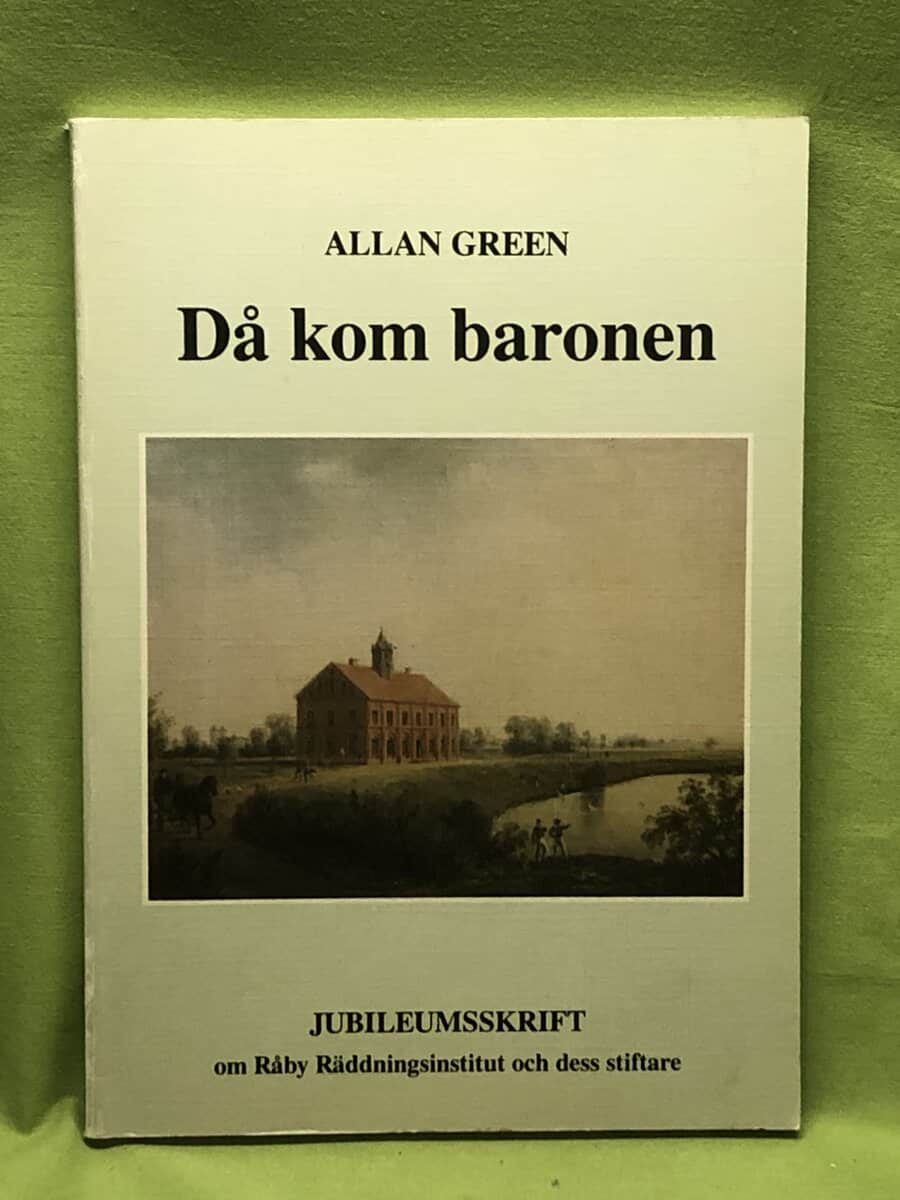 ALLAN GREEN
Då kom baronen
JUBILEUMSSKRIFT
om Råby Räddningsinstitut och dess stiftare